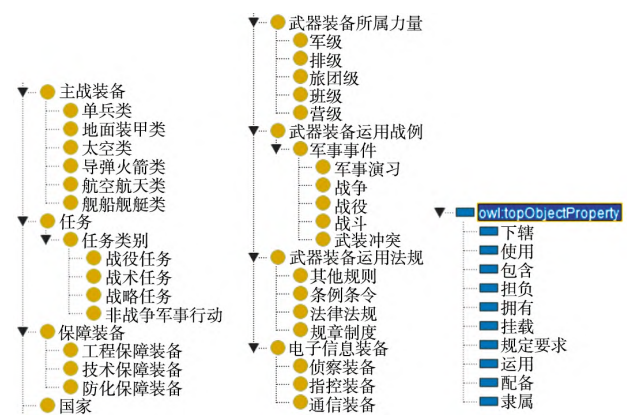 主战装备
单兵类
地面装甲类
太空类
导弹火箭类
航空航天类
舰船舰艇类
任务
任务类别
战役任务
战术任务
战略任务
非战争军事行动
保障装备
工程保障装备
技术保障装备
防化保障装备
国家
武器装备所属力量
军级
排级
旅团级
班级
营级
武器装备运用战例
军事事件
军事演习
战争
战役
战斗
武装冲突
武器装备运用法规
其他规则
条例条令
法律法规
规章制度
电子信息装备
侦察装备
指控装备
通信装备
owl:topObjectProperty
下辖
使用
包含
担负
拥有
挂载
规定要求
运用
配备
隶属